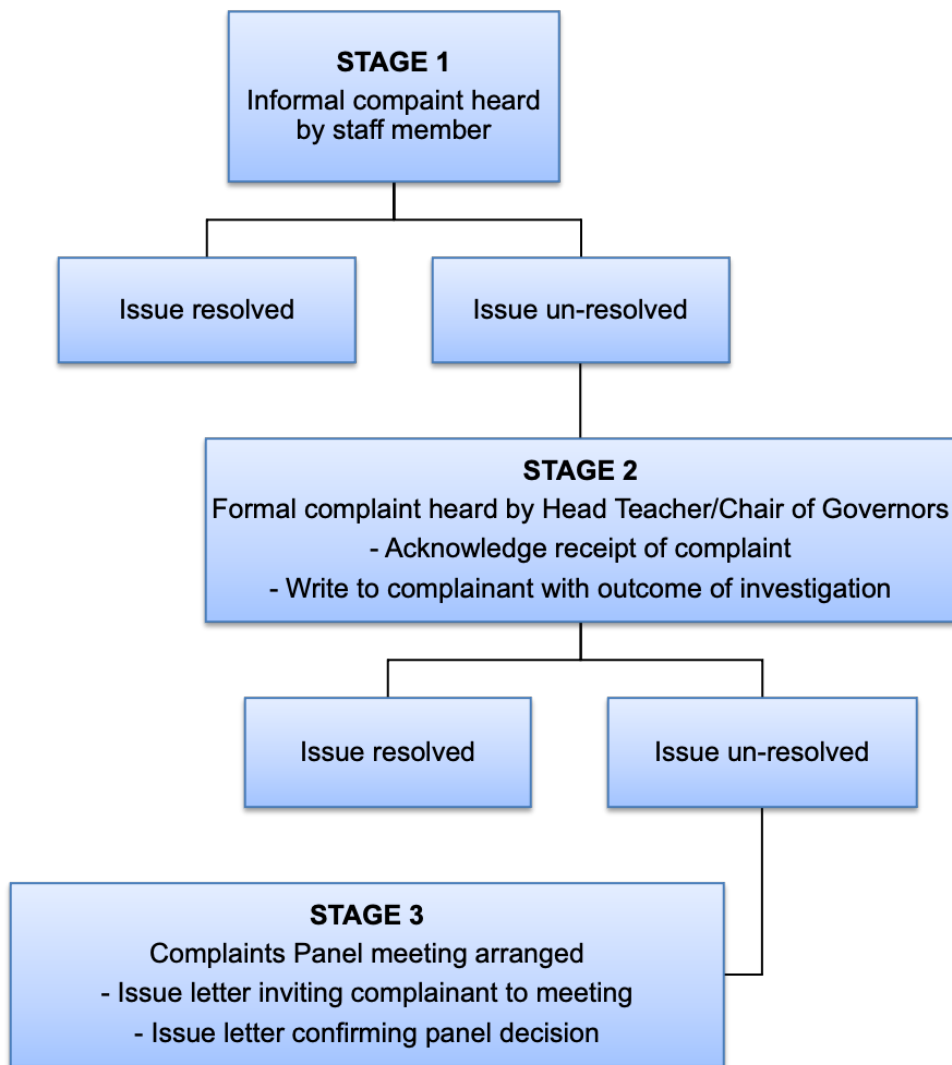 STAGE 1
Informal compaint heard
by staff member
Issue resolved
Issue un-resolved
STAGE 2
Formal complaint heard by Head Teacher/Chair of Governors
- Acknowledge receipt of complaint
- Write to complainant with outcome of investigation
Issue resolved
Issue un-resolved
STAGE 3
Complaints Panel meeting arranged
- Issue letter inviting complainant to meeting
- Issue letter confirming panel decision